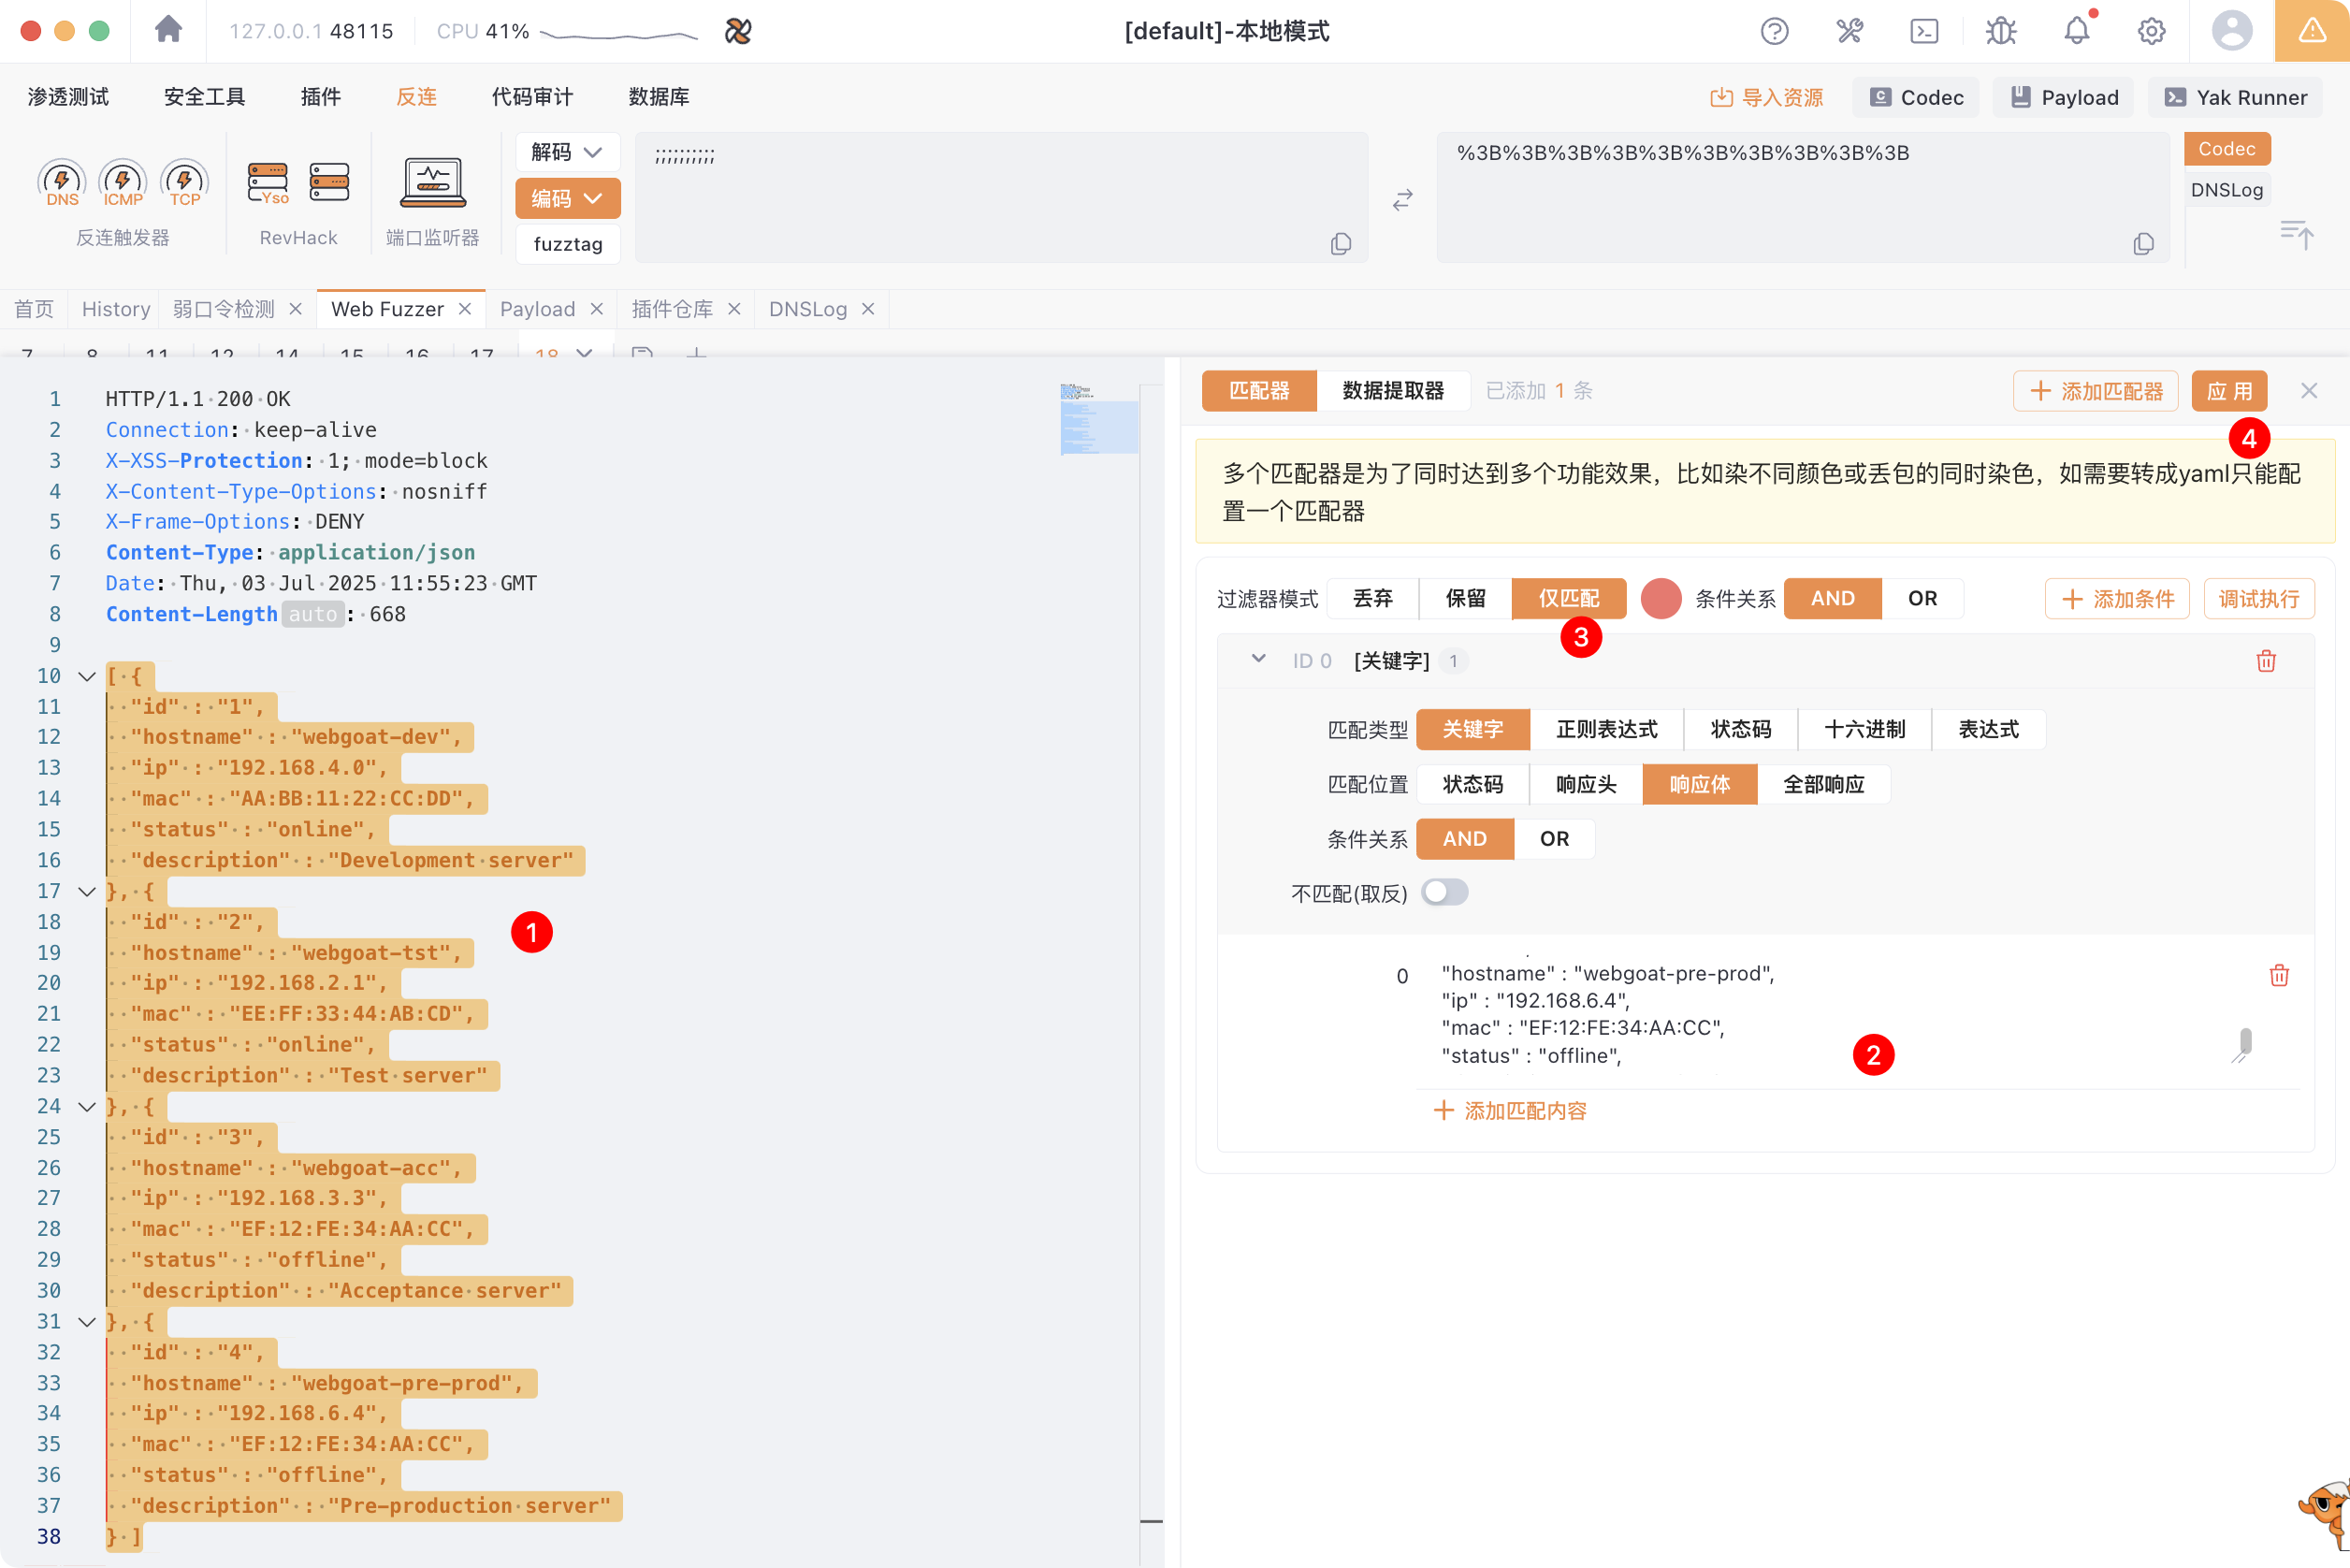 127.0.0.1 48115
CPU 41%
[default]-本地模式
渗透测试 安全工具 插件 反连 代码审计 数据库
导入资源 Codec Payload Yak Runner
DNS ICMP TCP
反连触发器
Yso
RevHack
端口监听器
解码
编码
fuzztag
;;;;;;;;;;
%3B%3B%3B%3B%3B%3B%3B%3B%3B%3B
Codec
DNSLog
首页 History 弱口令检测 Web Fuzzer Payload 插件仓库 DNSLog
7 8 11 12 14 15 16 17 18
1 HTTP/1.1 200 OK
2 Connection: keep-alive
3 X-XSS-Protection: 1; mode=block
4 X-Content-Type-Options: nosniff
5 X-Frame-Options: DENY
6 Content-Type: application/json
7 Date: Thu, 03 Jul 2025 11:55:23 GMT
8 Content-Length auto : 668
9
10 [ {
11 "id" : "1",
12 "hostname" : "webgoat-dev",
13 "ip" : "192.168.4.0",
14 "mac" : "AA:BB:11:22:CC:DD",
15 "status" : "online",
16 "description" : "Development server"
17 }, {
18 "id" : "2",
19 "hostname" : "webgoat-tst",
20 "ip" : "192.168.2.1",
21 "mac" : "EE:FF:33:44:AB:CD",
22 "status" : "online",
23 "description" : "Test server"
24 }, {
25 "id" : "3",
26 "hostname" : "webgoat-acc",
27 "ip" : "192.168.3.3",
28 "mac" : "EF:12:FE:34:AA:CC",
29 "status" : "offline",
30 "description" : "Acceptance server"
31 }, {
32 "id" : "4",
33 "hostname" : "webgoat-pre-prod",
34 "ip" : "192.168.6.4",
35 "mac" : "EF:12:FE:34:AA:CC",
36 "status" : "offline",
37 "description" : "Pre-production server"
38 } ]
1
匹配器 数据提取器 已添加 1 条 添加匹配器 应 用
4
多个匹配器是为了同时达到多个功能效果，比如染不同颜色或丢包的同时染色，如需要转成yaml只能配
置一个匹配器
过滤器模式 丢弃 保留 仅匹配 条件关系 AND OR 添加条件 调试执行
3
ID 0 [关键字] 1
匹配类型 关键字 正则表达式 状态码 十六进制 表达式
匹配位置 状态码 响应头 响应体 全部响应
条件关系 AND OR
不匹配(取反)
0 "hostname" : "webgoat-pre-prod",
"ip" : "192.168.6.4",
"mac" : "EF:12:FE:34:AA:CC",
"status" : "offline",
2
添加匹配内容